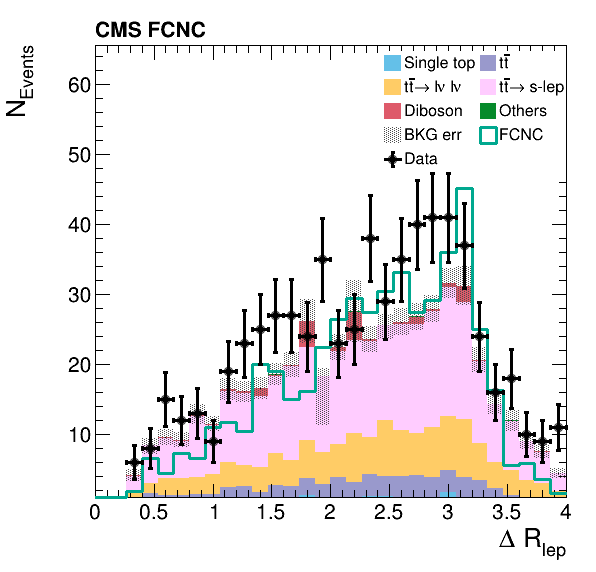 CMS FCNC
N_Events
60
50
40
30
20
10
Single top
tt̄
tt̄→ lν lν
tt̄→ s-lep
Diboson
Others
BKG err
FCNC
Data
0 0.5 1 1.5 2 2.5 3 3.5 4
Δ R_lep